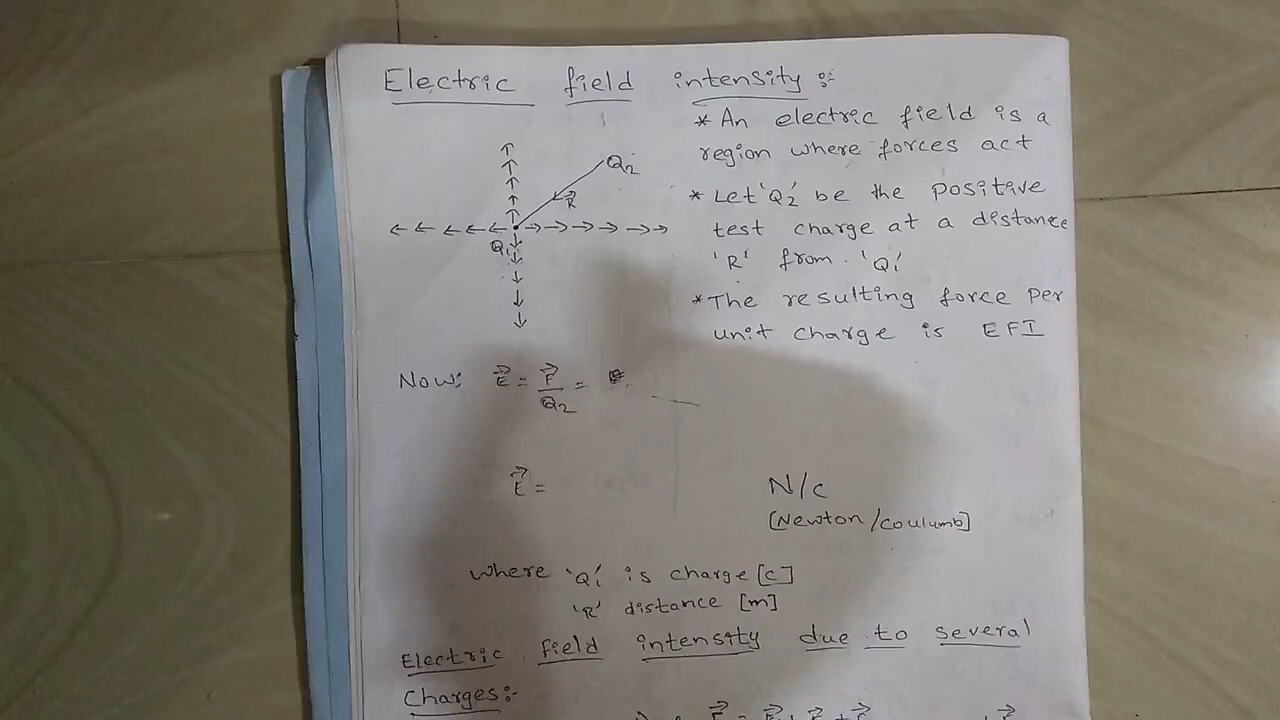 Electric field intensity :-
* An electric field is a
region where forces act
Q2
R
Q1
* Let 'Q2' be the positive
test charge at a distance
'R' from 'Q1'
* The resulting force per
unit charge is EFI
Now: E⃗ = F⃗/Q2 =
E⃗ = N/C
[Newton/coulumb]
where 'Q1' is charge [c]
'R' distance [m]
Electric field intensity due to several
Charges:-